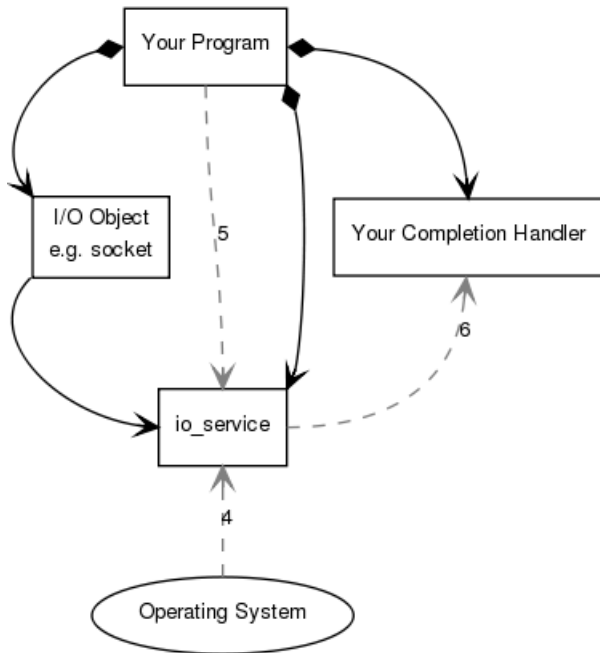 Your Program
I/O Object
e.g. socket
5
Your Completion Handler
6
io_service
4
Operating System